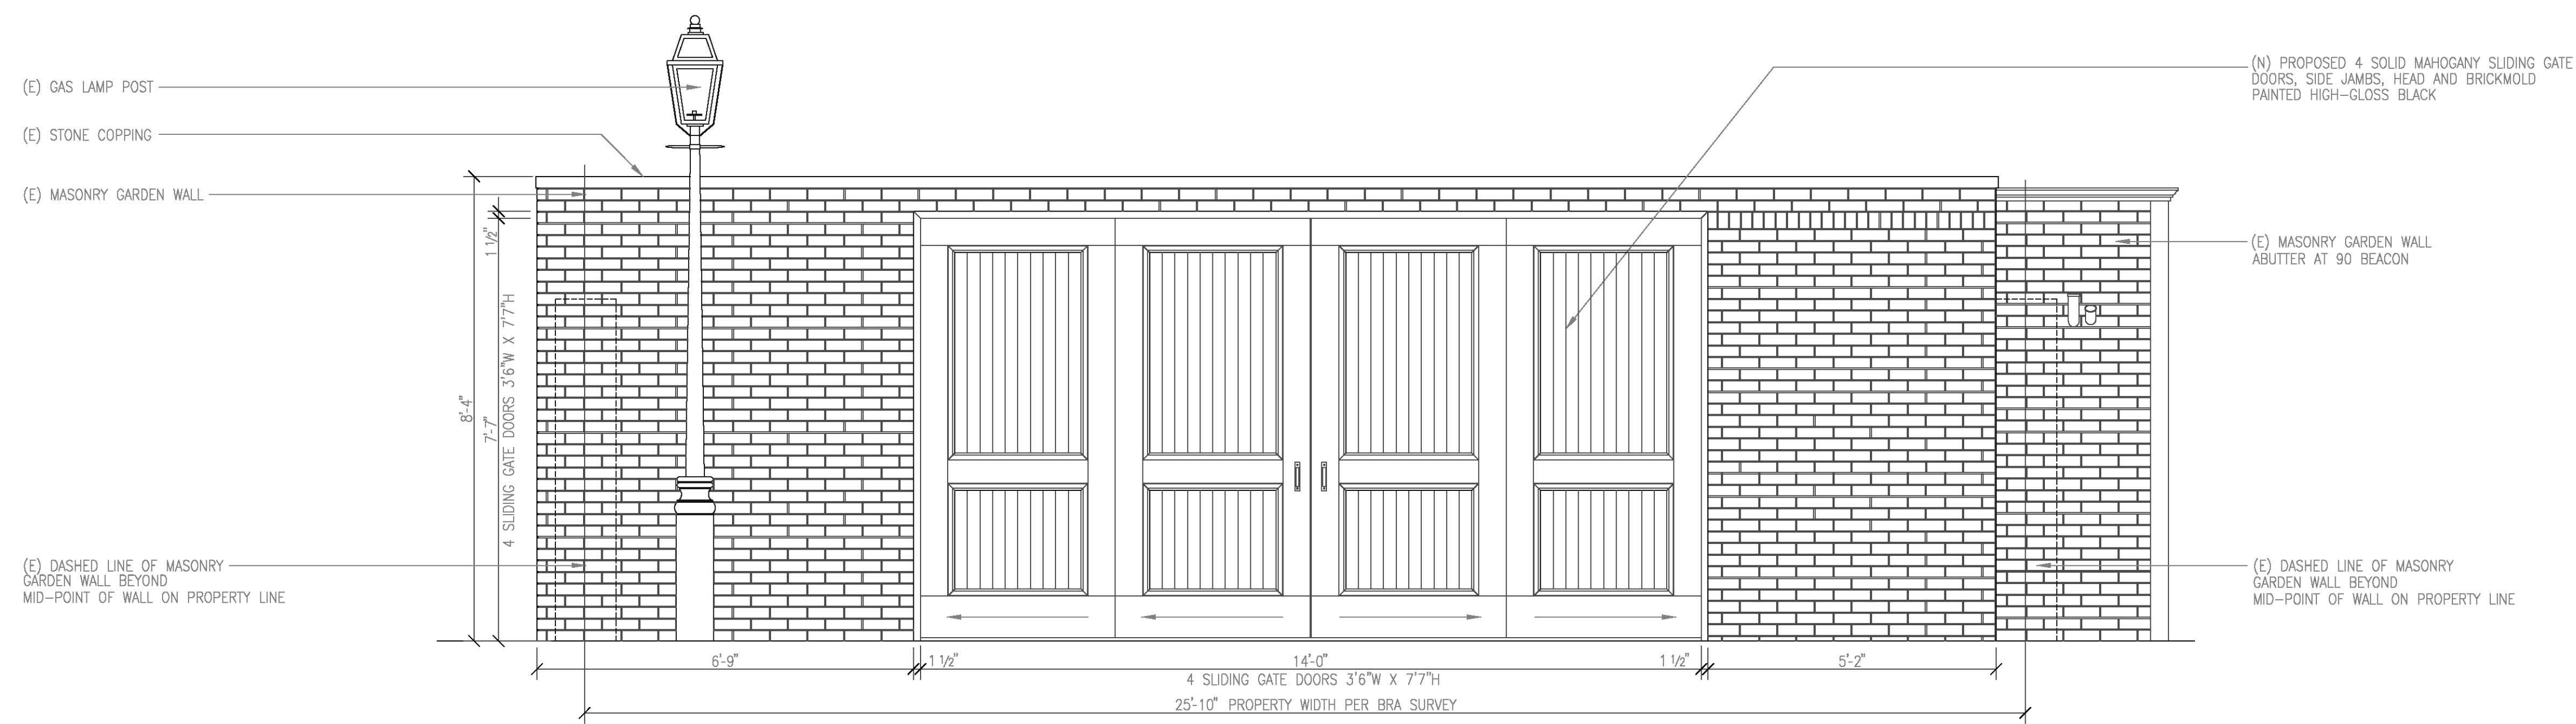 (E) GAS LAMP POST
(E) STONE COPPING
(E) MASONRY GARDEN WALL
(E) DASHED LINE OF MASONRY
GARDEN WALL BEYOND
MID-POINT OF WALL ON PROPERTY LINE
8'-4"
1 1/2"
7'-7"
4 SLIDING GATE DOORS 3'6"W X 7'7"H
(N) PROPOSED 4 SOLID MAHOGANY SLIDING GATE
DOORS, SIDE JAMBS, HEAD AND BRICKMOLD
PAINTED HIGH-GLOSS BLACK
(E) MASONRY GARDEN WALL
ABUTTER AT 90 BEACON
(E) DASHED LINE OF MASONRY
GARDEN WALL BEYOND
MID-POINT OF WALL ON PROPERTY LINE
6'-9"
1 1/2"
14'-0"
1 1/2"
5'-2"
4 SLIDING GATE DOORS 3'6"W X 7'7"H
25'-10" PROPERTY WIDTH PER BRA SURVEY